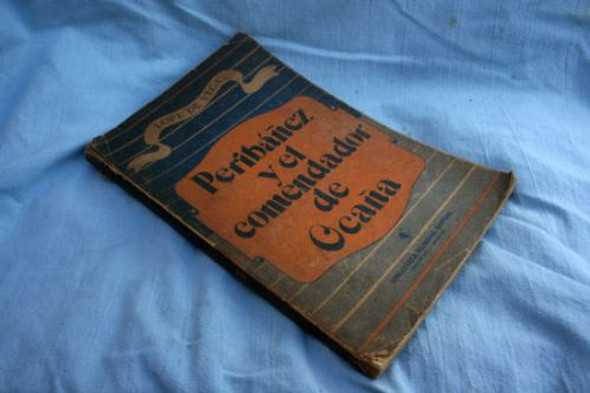 LOPE DE VEGA
Peribáñez
y el
comendador
de
Ocaña